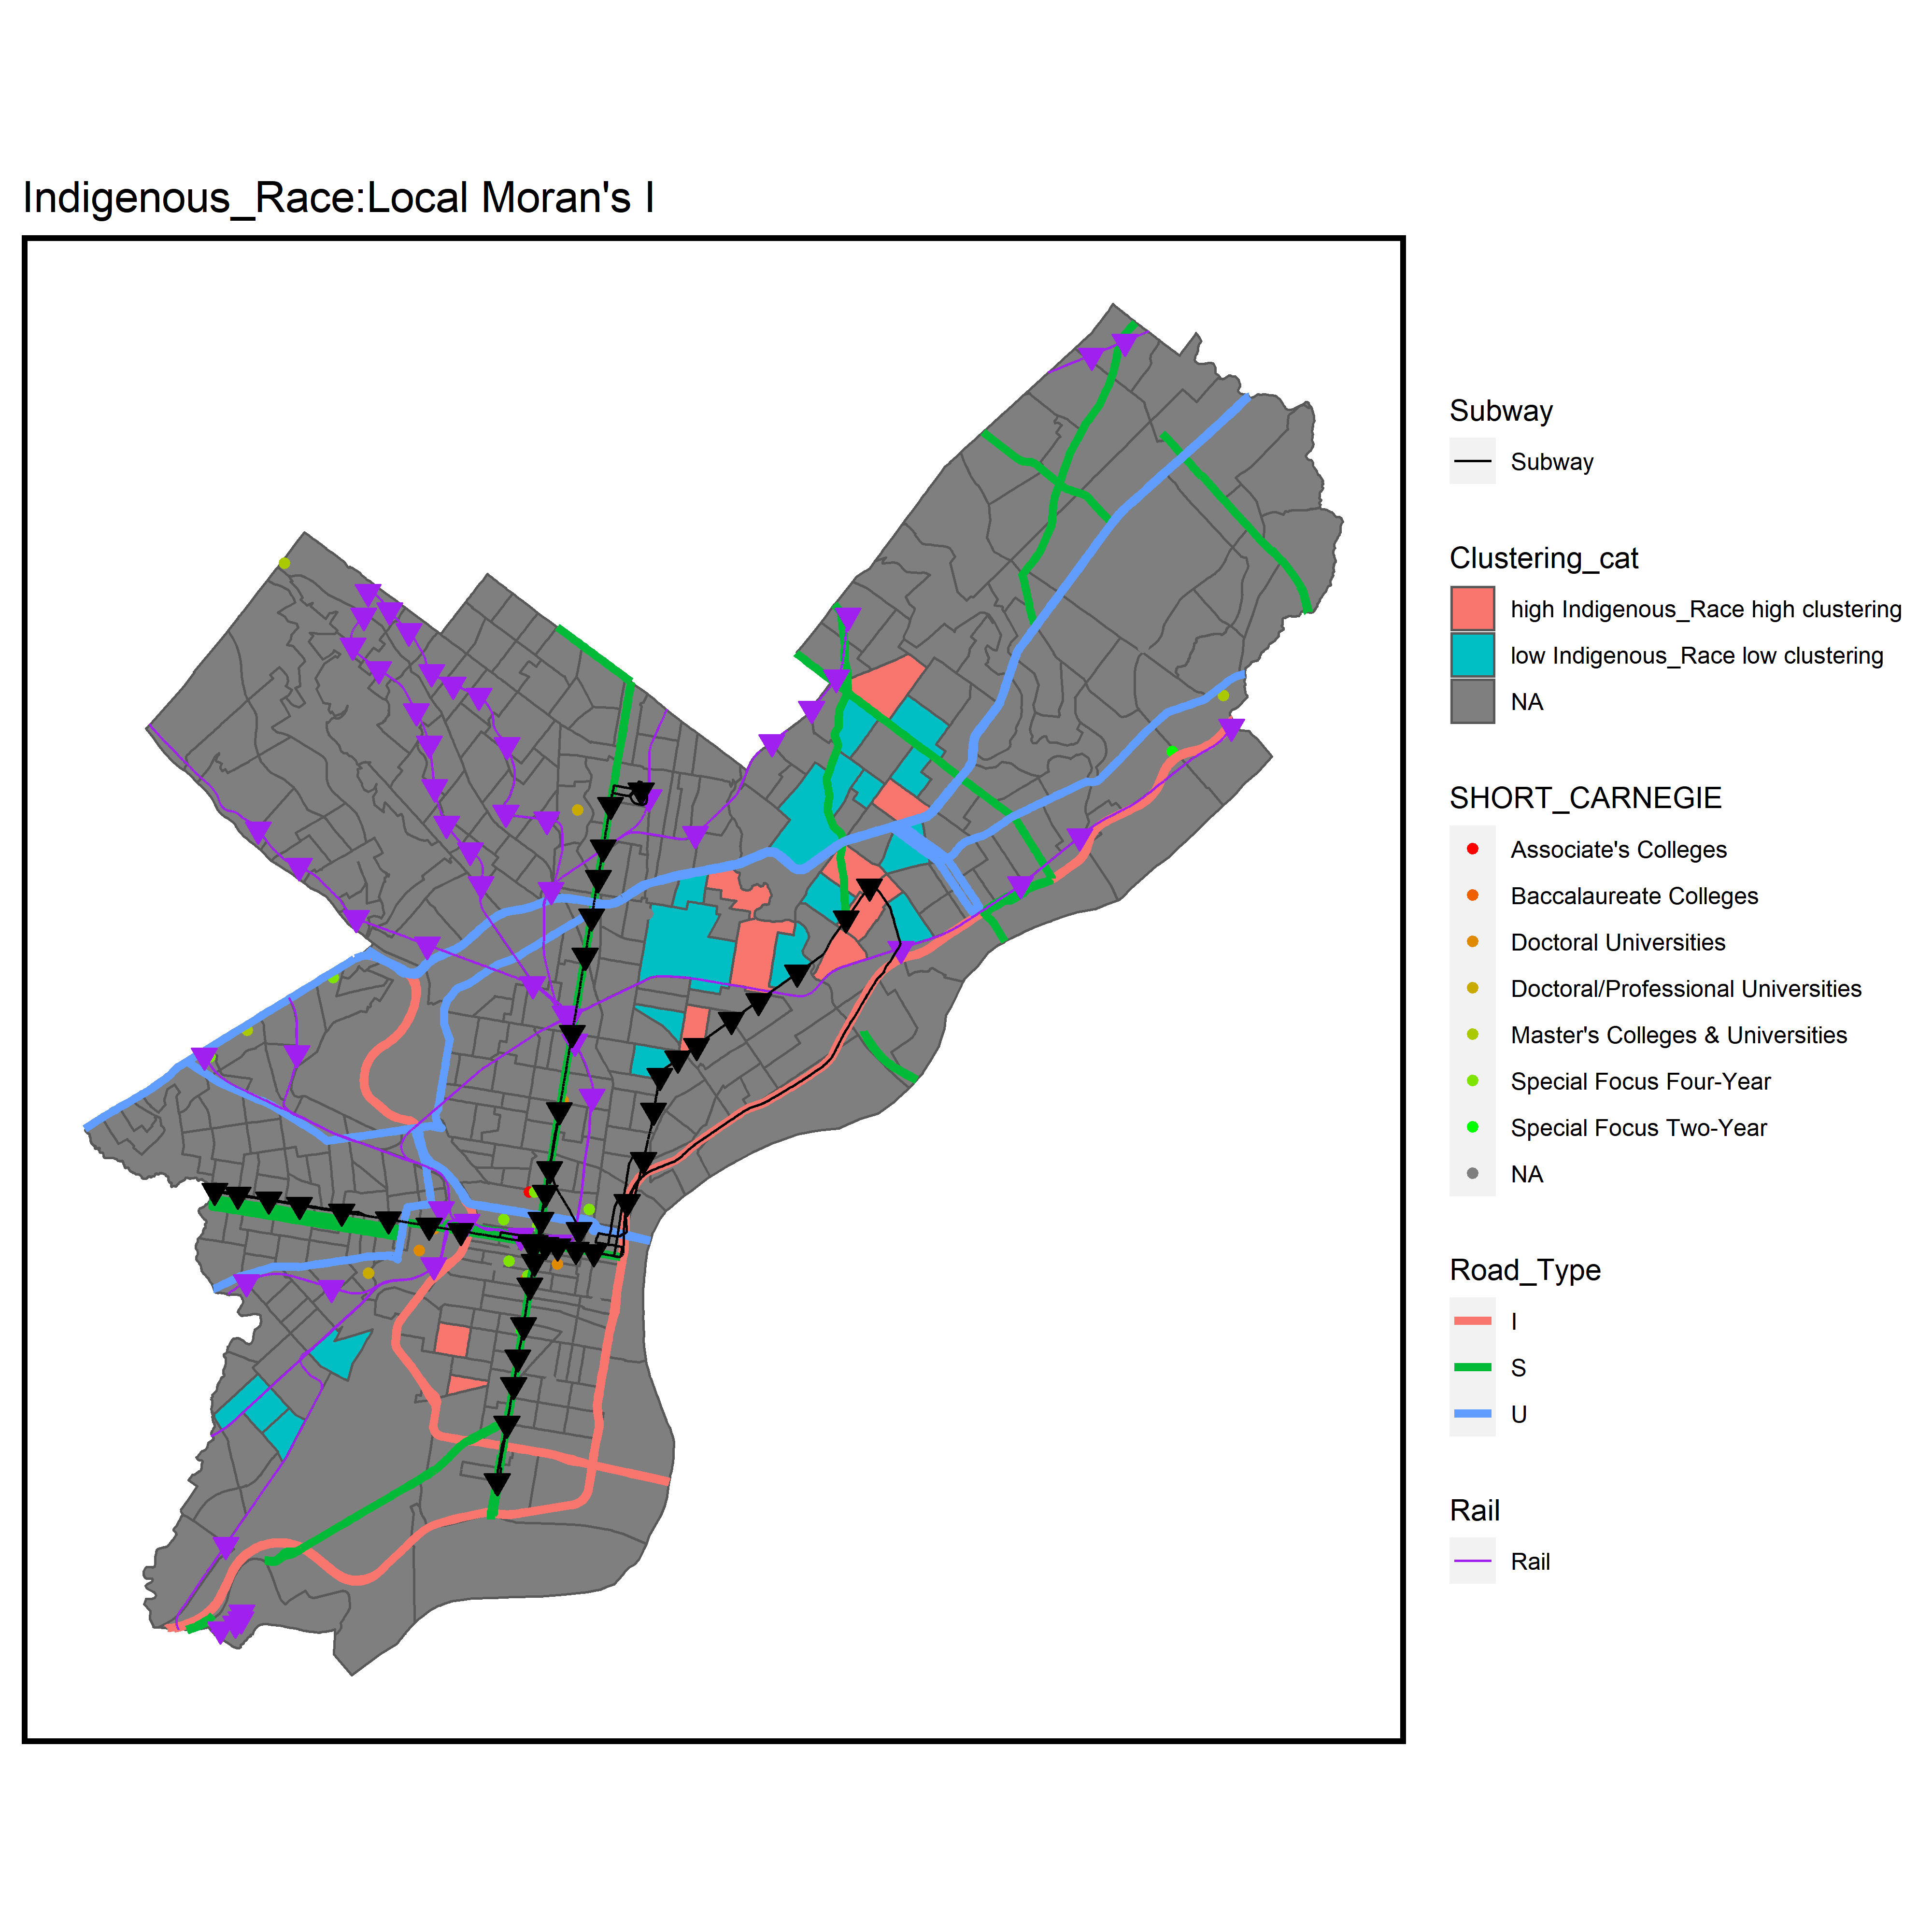 Indigenous_Race:Local Moran's I
Subway
Subway
Clustering_cat
high Indigenous_Race high clustering
low Indigenous_Race low clustering
NA
SHORT_CARNEGIE
Associate's Colleges
Baccalaureate Colleges
Doctoral Universities
Doctoral/Professional Universities
Master's Colleges & Universities
Special Focus Four-Year
Special Focus Two-Year
NA
Road_Type
I
S
U
Rail
Rail